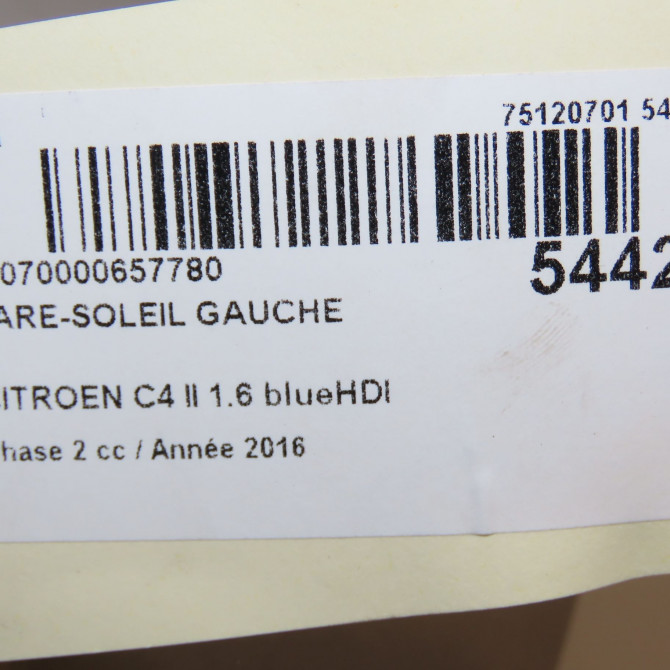 75120701 54
070000657780
5442
ARE-SOLEIL GAUCHE
ITROEN C4 II 1.6 blueHDI
hase 2 cc / Année 2016